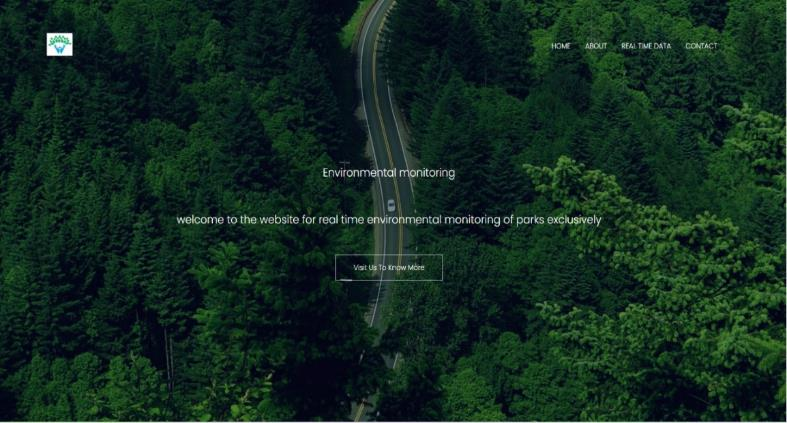 HOME ABOUT REAL TIME DATA CONTACT
Environmental monitoring
welcome to the website for real time environmental monitoring of parks exclusively
Visit Us To Know More